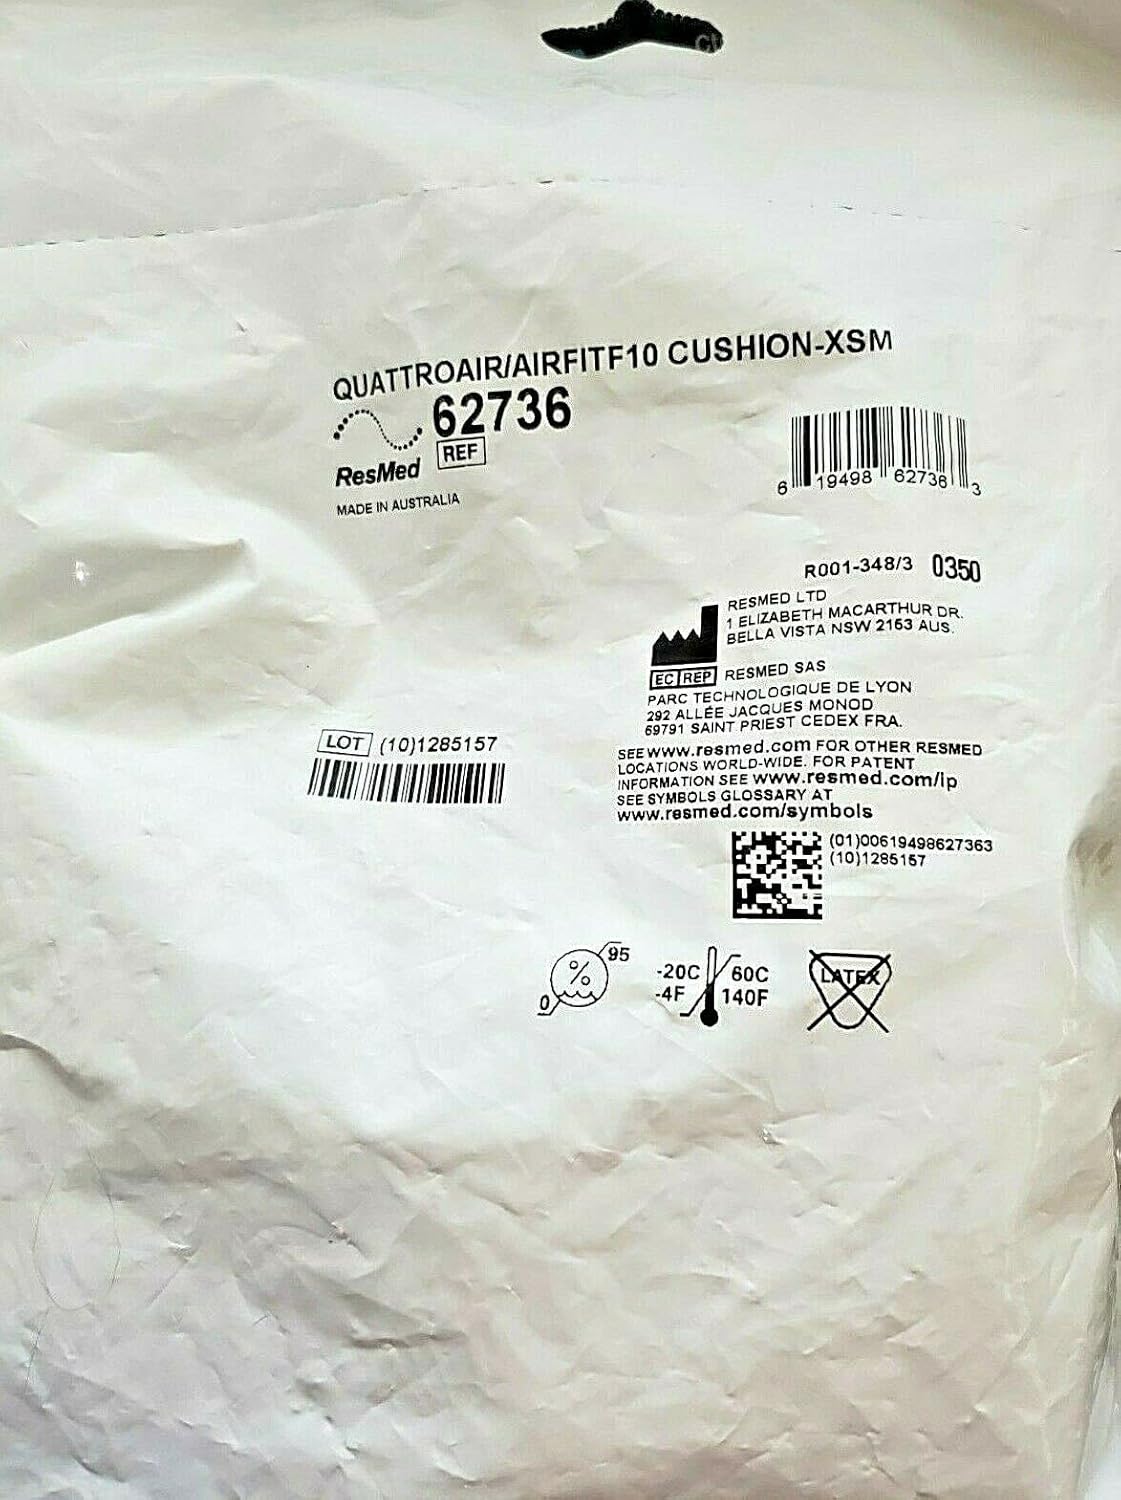 QUATTROAIR/AIRFITF10 CUSHION-XSM
62736
REF
ResMed
MADE IN AUSTRALIA
6 19498 62736 3
R001-348/3 0350
RESMED LTD
1 ELIZABETH MACARTHUR DR.
BELLA VISTA NSW 2153 AUS.
EC REP RESMED SAS
PARC TECHNOLOGIQUE DE LYON
292 ALLÉE JACQUES MONOD
69791 SAINT PRIEST CEDEX FRA.
SEE www.resmed.com FOR OTHER RESMED
LOCATIONS WORLD-WIDE. FOR PATENT
INFORMATION SEE www.resmed.com/ip
SEE SYMBOLS GLOSSARY AT
www.resmed.com/symbols
LOT (10)1285157
(01)00619498627363
(10)1285157
95
%
0
-20C 60C
-4F 140F
LATEX